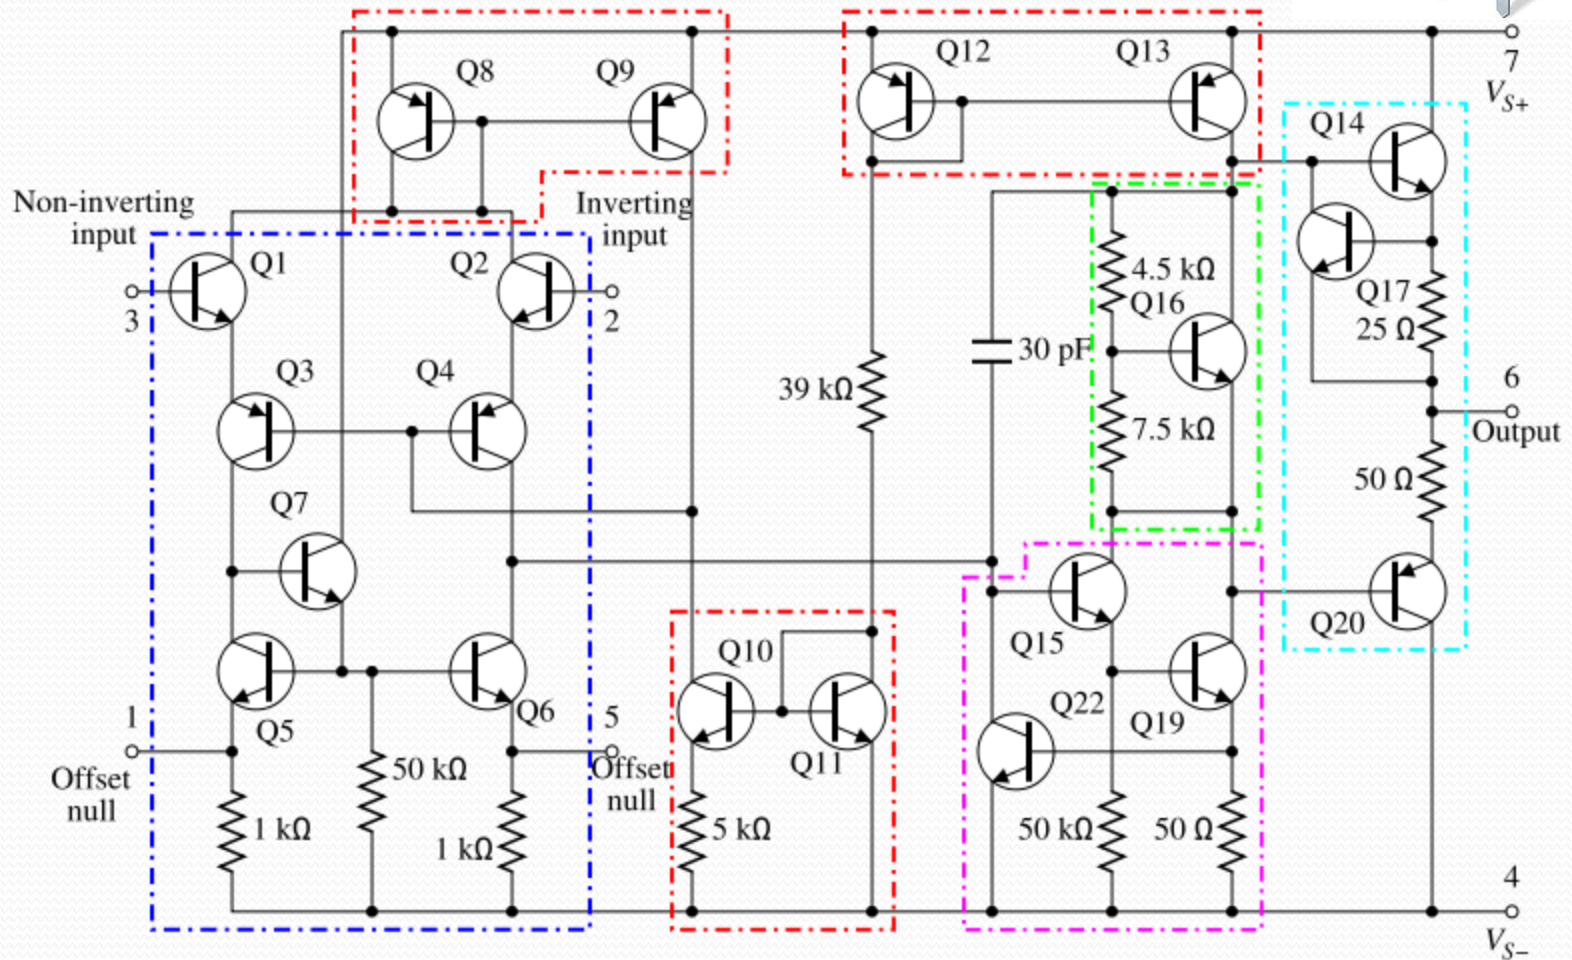 Q8
Q9
Q12
Q13
7
V_{S+}
Q14
Non-inverting
input
Inverting
input
Q1
Q2
3
2
4.5 kΩ
Q16
Q17
25 Ω
30 pF
Q3
Q4
39 kΩ
7.5 kΩ
6
Output
50 Ω
Q7
Q15
Q20
Q10
Q22
Q19
1
Q5
Q6
5
Q11
Offset
null
50 kΩ
Offset
null
1 kΩ
1 kΩ
5 kΩ
50 kΩ
50 Ω
4
V_{S−}